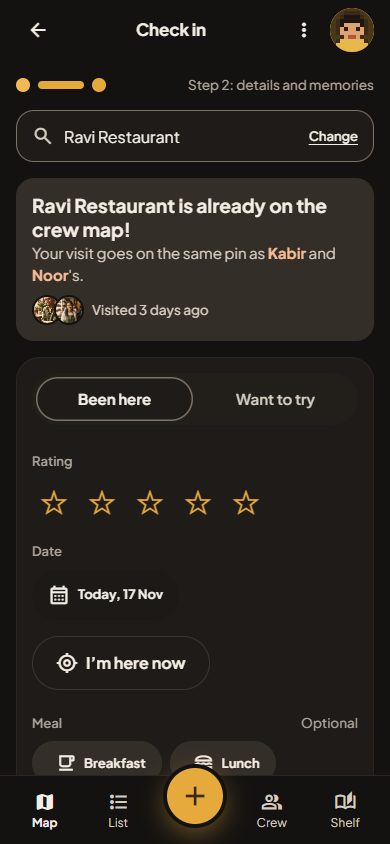 Check in
Step 2: details and memories
Ravi Restaurant
Change
Ravi Restaurant is already on the
crew map!
Your visit goes on the same pin as Kabir and
Noor's.
Visited 3 days ago
Been here
Want to try
Rating
Date
Today, 17 Nov
I’m here now
Meal
Optional
Breakfast
Lunch
Map
List
Crew
Shelf